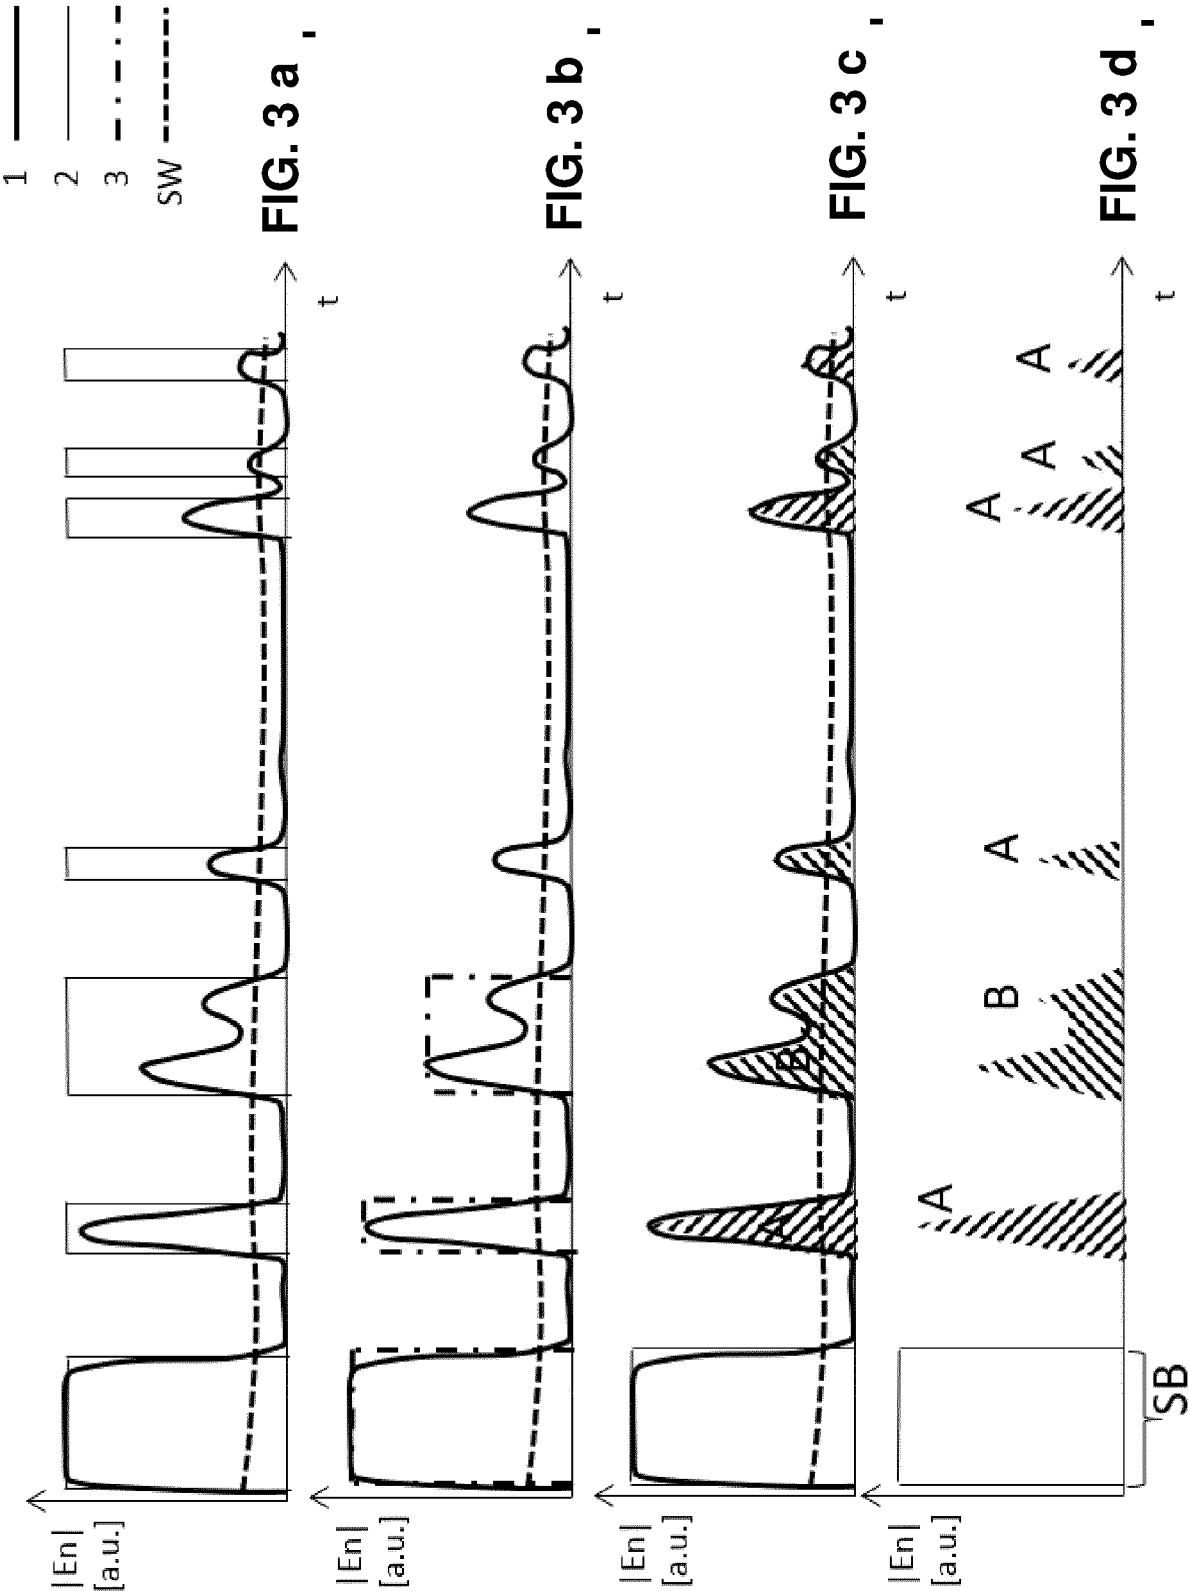 1
2
3
SW
|En|
[a.u.]
t
FIG. 3 a
|En|
[a.u.]
t
FIG. 3 b
|En|
[a.u.]
A
B
t
FIG. 3 c
|En|
[a.u.]
SB
A
B
A
A
A
A
t
FIG. 3 d